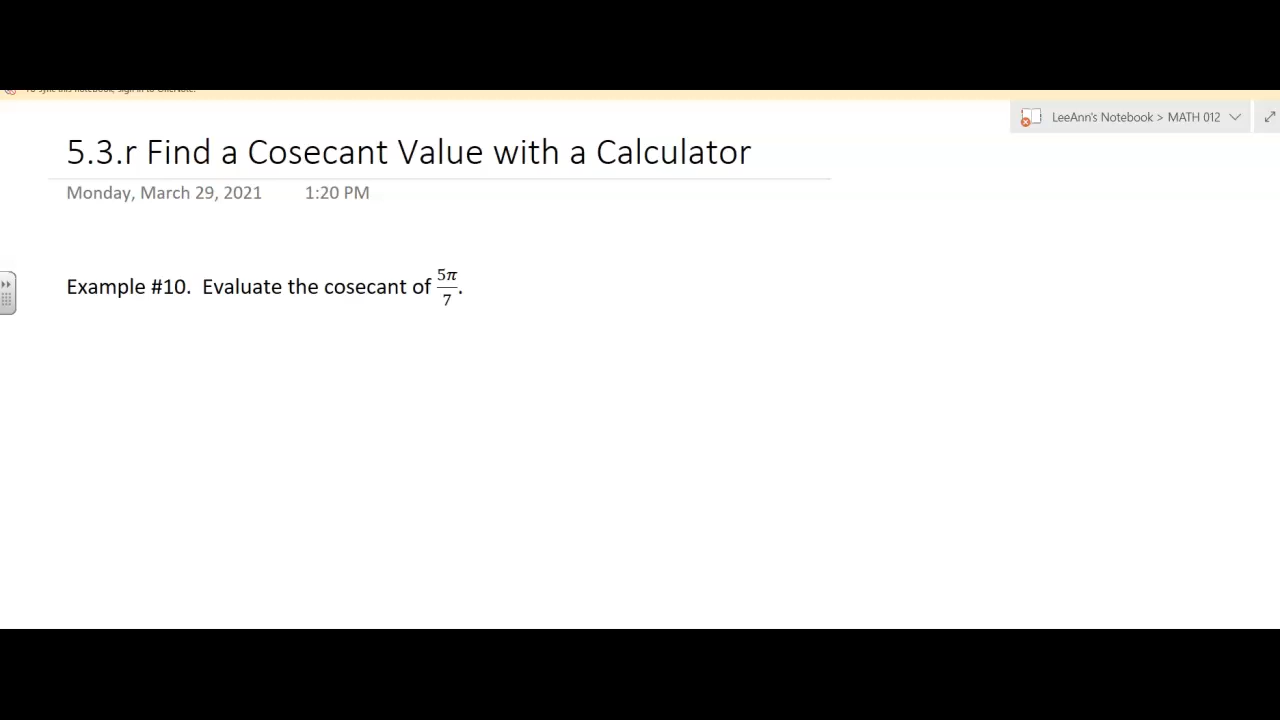 LeeAnn's Notebook > MATH 012
5.3.r Find a Cosecant Value with a Calculator
Monday, March 29, 2021 1:20 PM
Example #10. Evaluate the cosecant of 5π/7.